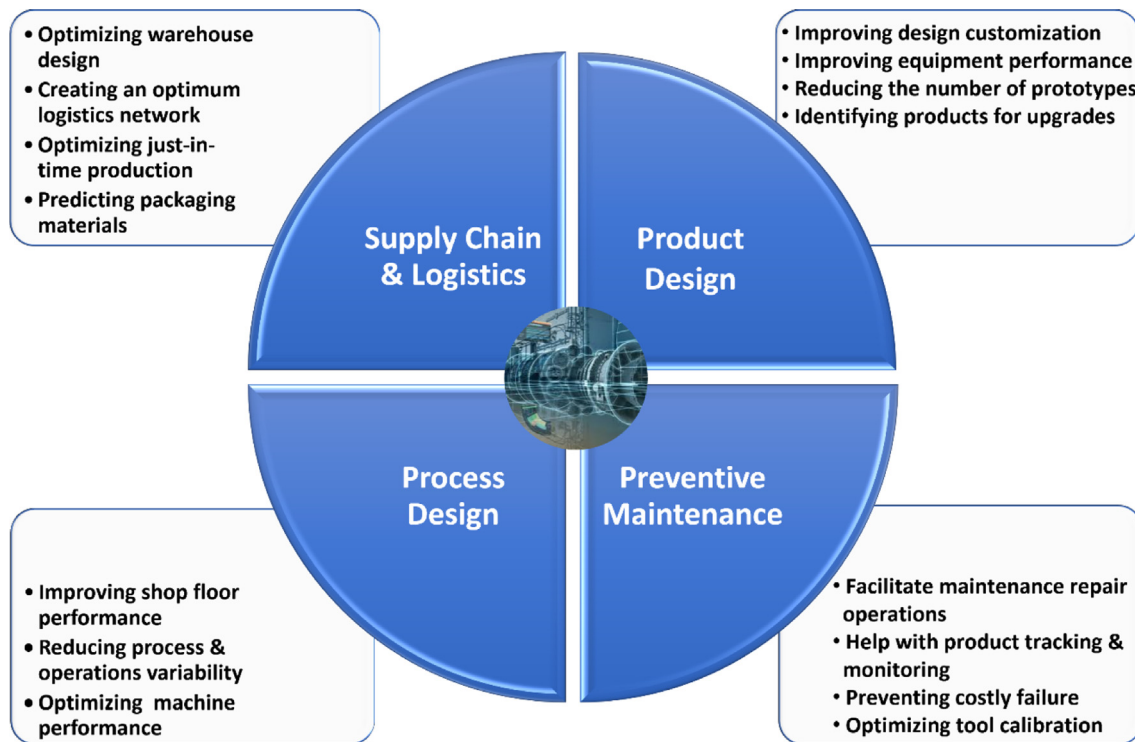 • Optimizing warehouse
design
• Creating an optimum
logistics network
• Optimizing just-in-
time production
• Predicting packaging
materials
• Improving design customization
• Improving equipment performance
• Reducing the number of prototypes
• Identifying products for upgrades
Supply Chain
& Logistics
Product
Design
Process
Design
Preventive
Maintenance
• Improving shop floor
performance
• Reducing process &
operations variability
• Optimizing machine
performance
• Facilitate maintenance repair
operations
• Help with product tracking &
monitoring
• Preventing costly failure
• Optimizing tool calibration